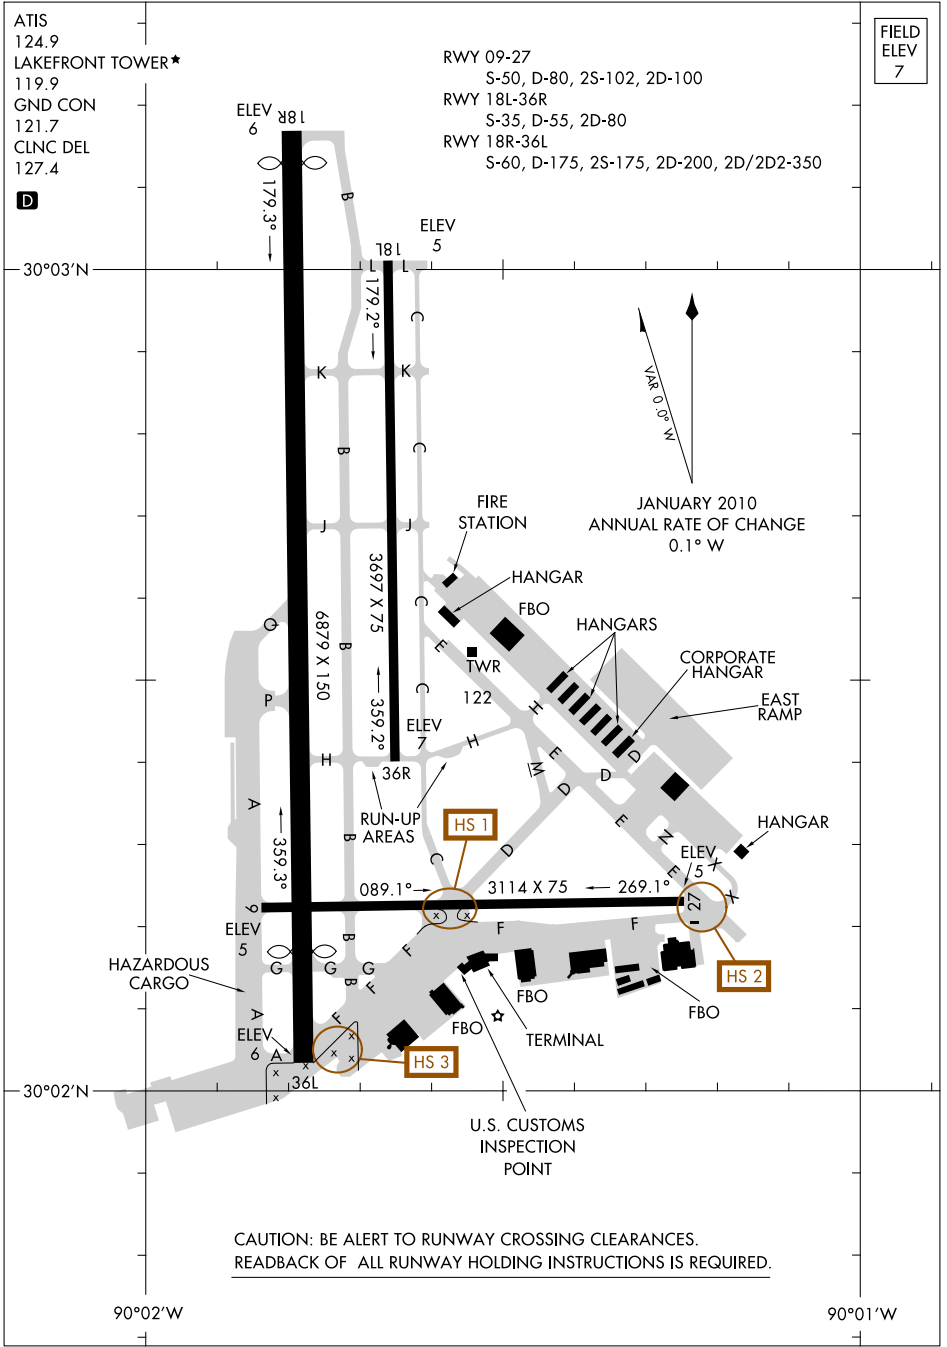 ATIS
124.9
LAKEFRONT TOWER★
119.9
GND CON
121.7
CLNC DEL
127.4
D
RWY 09-27
S-50, D-80, 2S-102, 2D-100
RWY 18L-36R
S-35, D-55, 2D-80
RWY 18R-36L
S-60, D-175, 2S-175, 2D-200, 2D/2D2-350
FIELD
ELEV
7
ELEV
6
18R
179.3°
B
ELEV
5
18L
L L
179.2°
C
30°03'N
K K
VAR 0.0° W
JANUARY 2010
ANNUAL RATE OF CHANGE
0.1° W
B
C
J J
FIRE
STATION
HANGAR
FBO
HANGARS
CORPORATE
HANGAR
EAST
RAMP
3697 X 75
6879 X 150
C
E
Q
B
TWR
122
P
C
359.2°
ELEV
7
H
H
H
E
D
36R
M
D
D
E
RUN-UP
AREAS
A
359.3°
B
C
HS 1
D
N
E
X
X
HANGAR
ELEV
5
089.1°
3114 X 75
269.1°
27
9
ELEV
5
x x
F
F
F
B
G G G
B
F
F
HAZARDOUS
CARGO
HS 2
FBO
FBO
FBO
TERMINAL
A
ELEV
6
A
36L
x
x
x
x
x
x
HS 3
30°02'N
U.S. CUSTOMS
INSPECTION
POINT
CAUTION: BE ALERT TO RUNWAY CROSSING CLEARANCES.
READBACK OF ALL RUNWAY HOLDING INSTRUCTIONS IS REQUIRED.
90°02'W
90°01'W